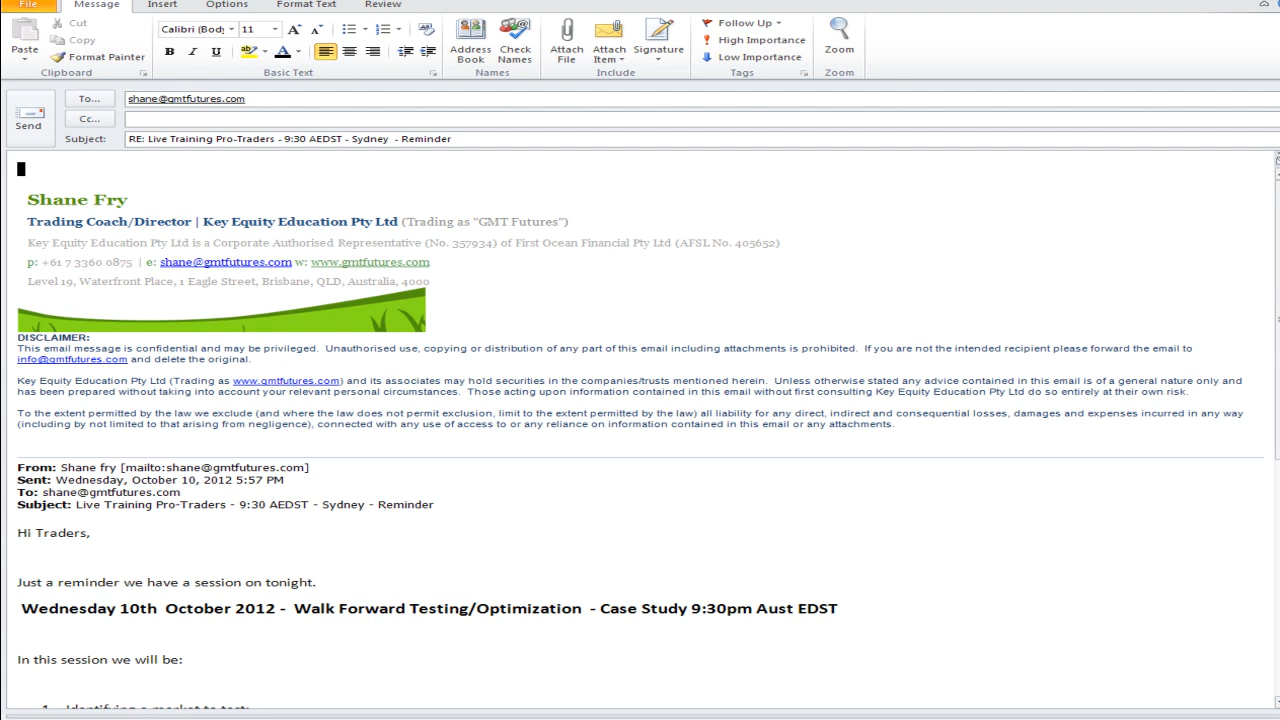 File Message Insert Options Format Text Review
Paste
Cut
Copy
Format Painter
Clipboard
Calibri (Body 11
B I U
Basic Text
Address Book
Check Names
Names
Attach File
Attach Item
Signature
Include
Follow Up
High Importance
Low Importance
Tags
Zoom
Zoom
Send
To... shane@gmtfutures.com
Cc...
Subject: RE: Live Training Pro-Traders - 9:30 AEDST - Sydney - Reminder
Shane Fry
Trading Coach/Director | Key Equity Education Pty Ltd (Trading as "GMT Futures")
Key Equity Education Pty Ltd is a Corporate Authorised Representative (No. 357934) of First Ocean Financial Pty Ltd (AFSL No. 405652)
p: +61 7 3360 0875 | e: shane@gmtfutures.com w: www.gmtfutures.com
Level 19, Waterfront Place, 1 Eagle Street, Brisbane, QLD, Australia, 4000
DISCLAIMER:
This email message is confidential and may be privileged. Unauthorised use, copying or distribution of any part of this email including attachments is prohibited. If you are not the intended recipient please forward the email to
info@gmtfutures.com and delete the original.
Key Equity Education Pty Ltd (Trading as www.gmtfutures.com) and its associates may hold securities in the companies/trusts mentioned herein. Unless otherwise stated any advice contained in this email is of a general nature only and
has been prepared without taking into account your relevant personal circumstances. Those acting upon information contained in this email without first consulting Key Equity Education Pty Ltd do so entirely at their own risk.
To the extent permitted by the law we exclude (and where the law does not permit exclusion, limit to the extent permitted by the law) all liability for any direct, indirect and consequential losses, damages and expenses incurred in any way
(including by not limited to that arising from negligence), connected with any use of access to or any reliance on information contained in this email or any attachments.
From: Shane fry [mailto:shane@gmtfutures.com]
Sent: Wednesday, October 10, 2012 5:57 PM
To: shane@gmtfutures.com
Subject: Live Training Pro-Traders - 9:30 AEDST - Sydney - Reminder
Hi Traders,
Just a reminder we have a session on tonight.
Wednesday 10th October 2012 - Walk Forward Testing/Optimization - Case Study 9:30pm Aust EDST
In this session we will be:
1. Identifying a market to test;